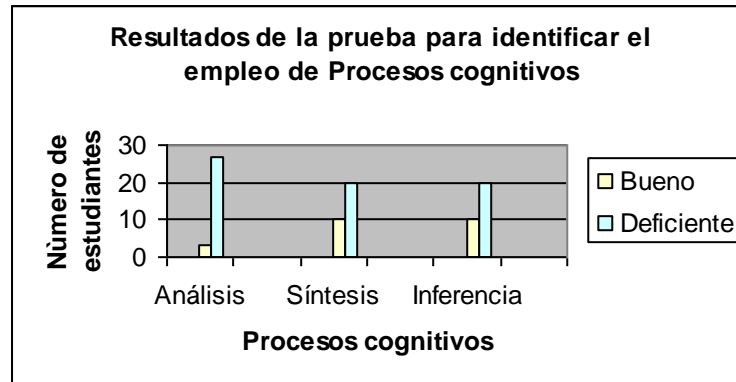 Resultados de la prueba para identificar el
empleo de Procesos cognitivos
Nùmero de
estudiantes
30
20
10
0
Análisis Síntesis Inferencia
Procesos cognitivos
Bueno
Deficiente